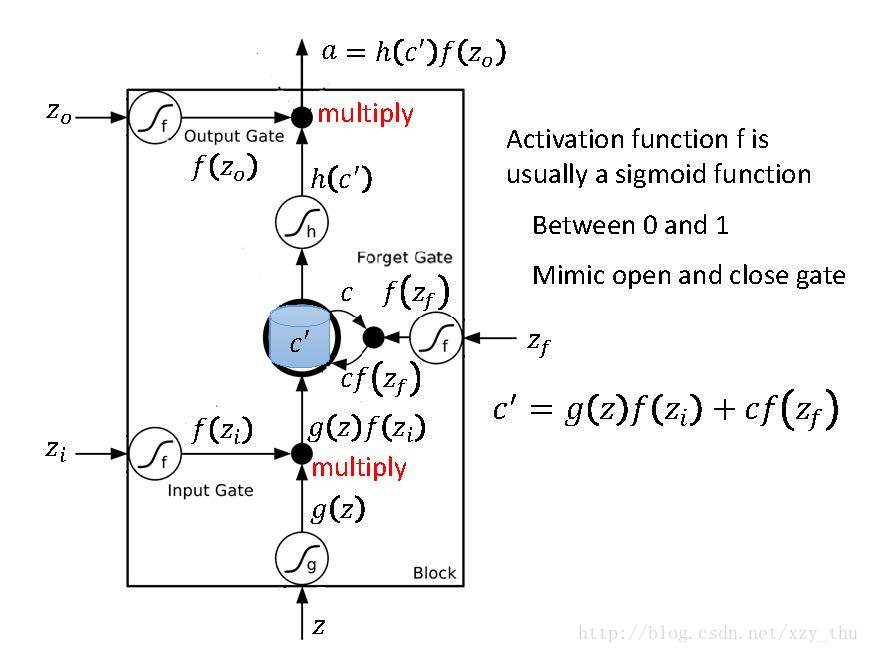 a = h(c′)f(z_o)
z_o
f
multiply
Output Gate
f(z_o)
h(c′)
Activation function f is
usually a sigmoid function
Between 0 and 1
Mimic open and close gate
h
Forget Gate
c
f(z_f)
c′
f
z_f
cf(z_f)
c′ = g(z)f(z_i) + cf(z_f)
z_i
f(z_i)
g(z)f(z_i)
f
multiply
Input Gate
g(z)
g
Block
z
http://blog.csdn.net/xzy_thu